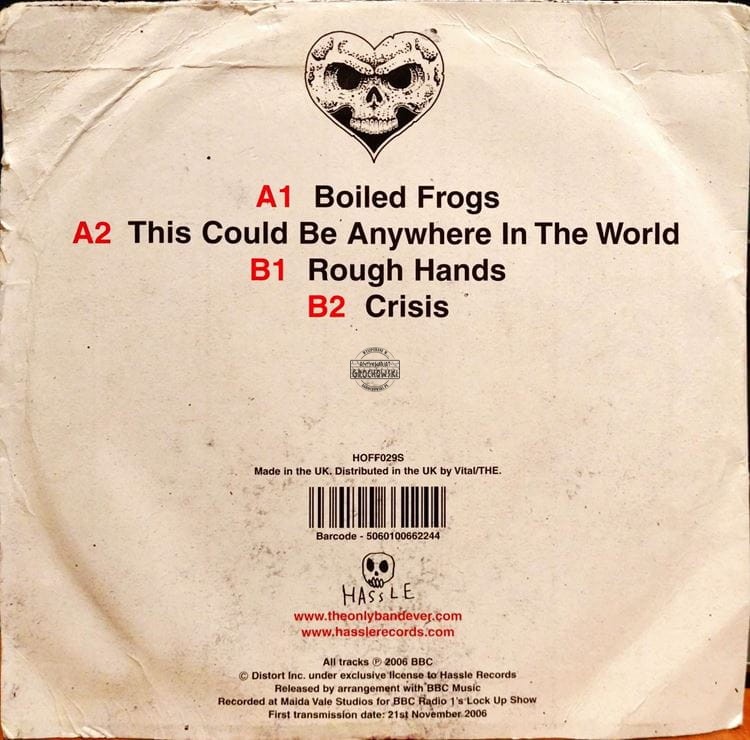 A1 Boiled Frogs
A2 This Could Be Anywhere In The World
B1 Rough Hands
B2 Crisis
GROCHOWSKI
HOFF029S
Made in the UK. Distributed in the UK by Vital/THE.
Barcode - 5060100662244
HASSLE
www.theonlybandever.com
www.hasslerecords.com
All tracks ℗ 2006 BBC
© Distort Inc. under exclusive license to Hassle Records
Released by arrangement with BBC Music
Recorded at Maida Vale Studios for BBC Radio 1's Lock Up Show
First transmission date: 21st November 2006